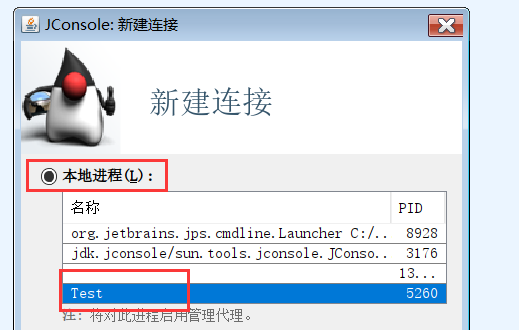 JConsole: 新建连接
新建连接
本地进程(L):
名称 PID
org.jetbrains.jps.cmdline.Launcher C:/.. 8928
jdk.jconsole/sun.tools.jconsole.JConso.. 3176
13...
Test 5260
注: 将对此进程启用管理代理。